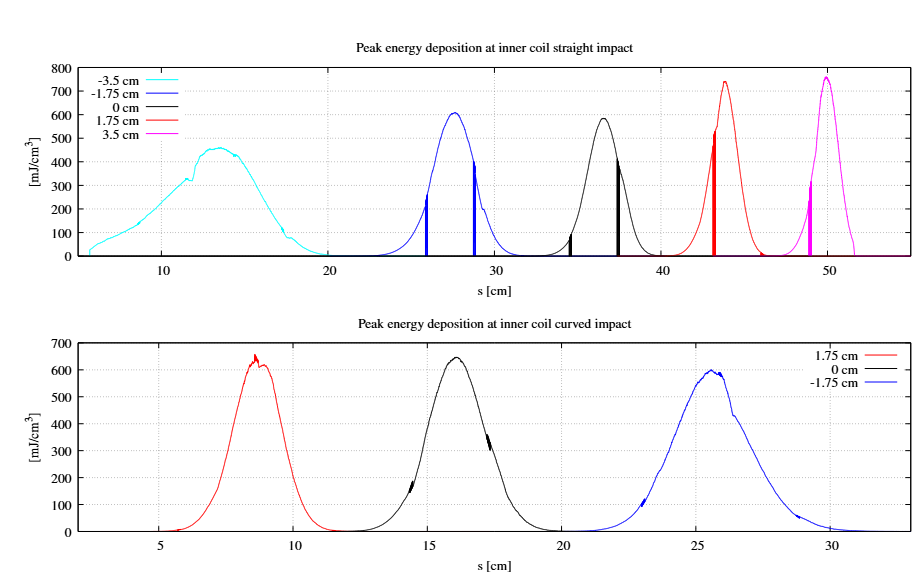 Peak energy deposition at inner coil straight impact
800
700
600
500
400
300
200
100
0
[mJ/cm3]
-3.5 cm
-1.75 cm
0 cm
1.75 cm
3.5 cm
10 20 30 40 50
s [cm]
Peak energy deposition at inner coil curved impact
700
600
500
400
300
200
100
0
[mJ/cm3]
1.75 cm
0 cm
-1.75 cm
5 10 15 20 25 30
s [cm]